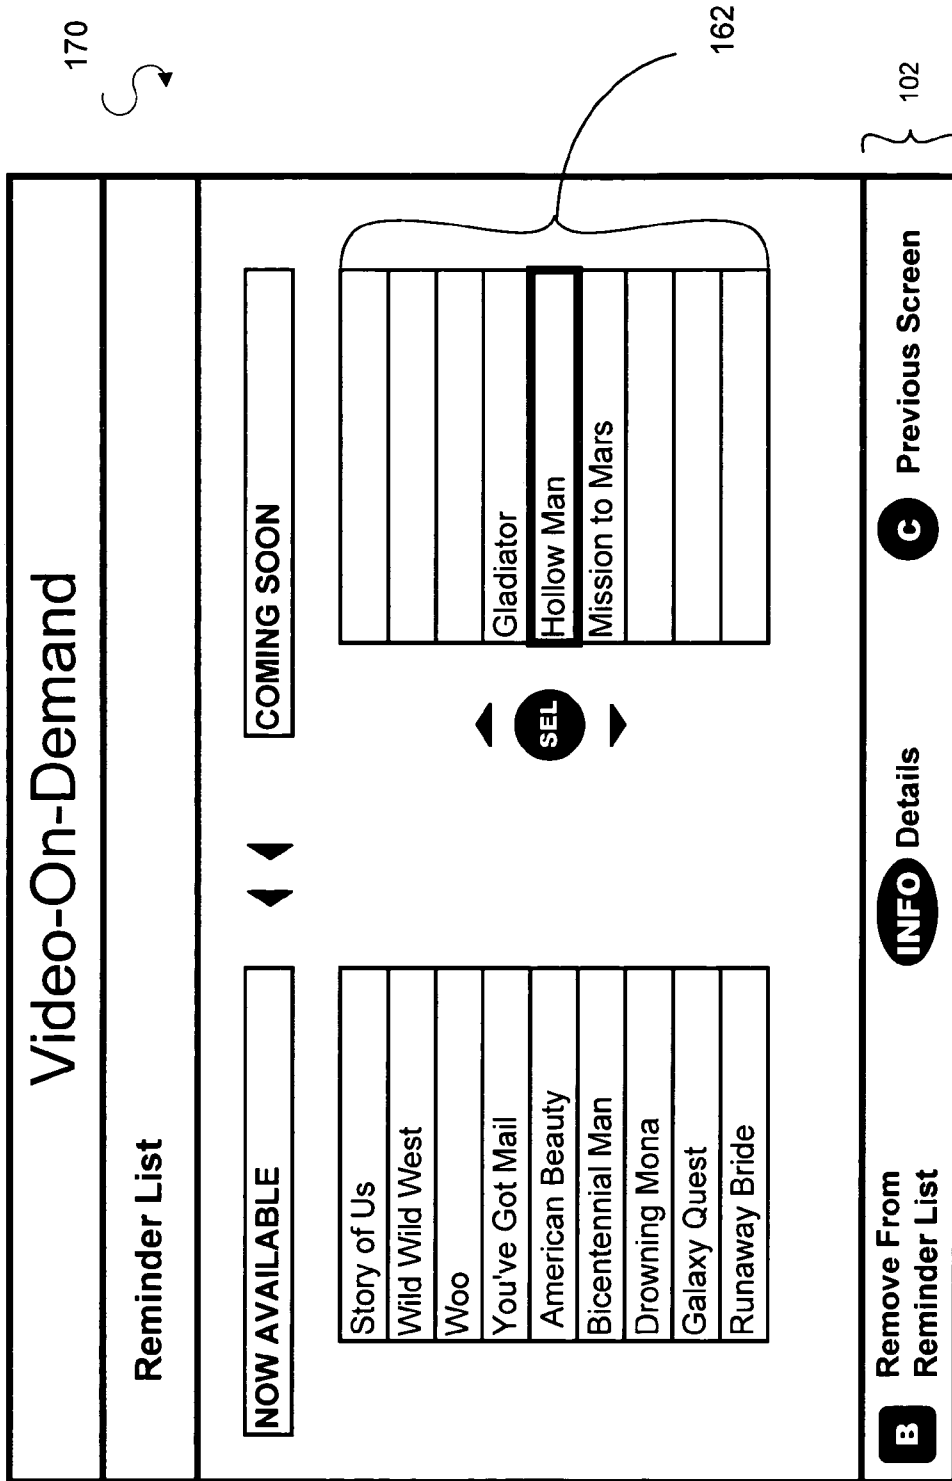 170
Video-On-Demand
Reminder List
NOW AVAILABLE
COMING SOON
Story of Us
Wild Wild West
Woo
You've Got Mail
American Beauty
Bicentennial Man
Drowning Mona
Galaxy Quest
Runaway Bride
SEL
Gladiator
Hollow Man
Mission to Mars
162
B Remove From
Reminder List
INFO Details
C Previous Screen
102